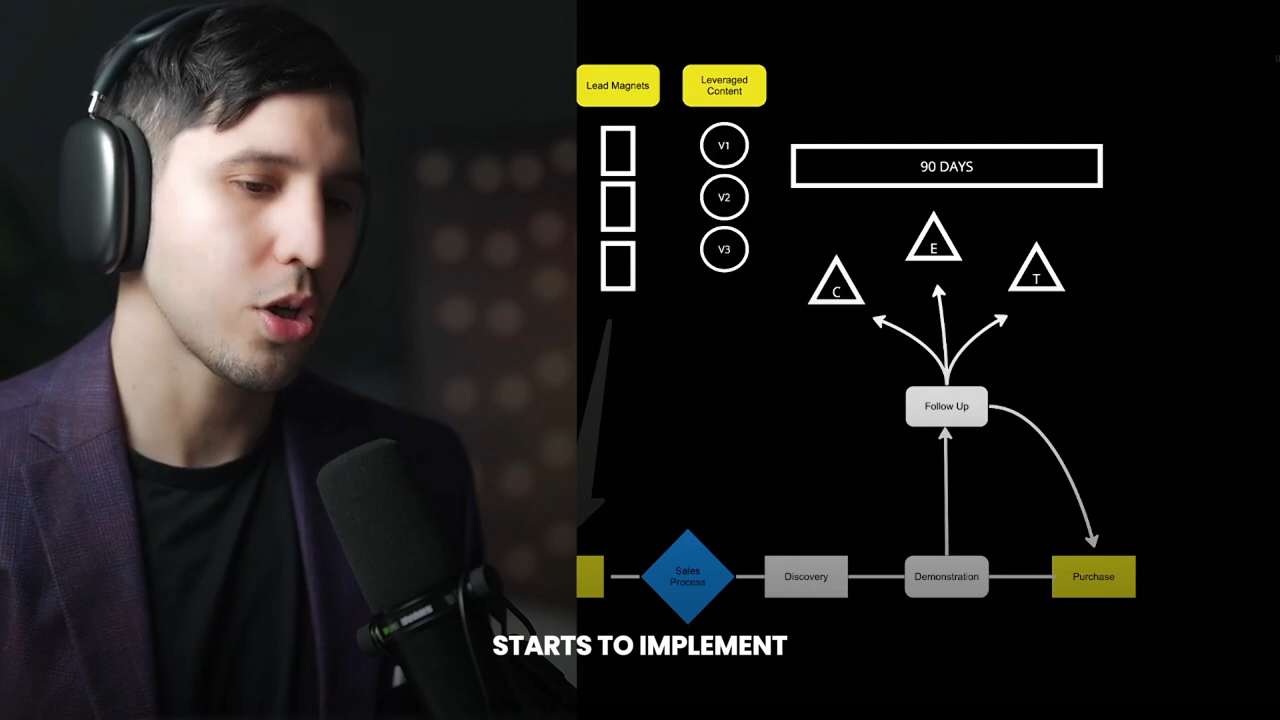 Lead Magnets
Leveraged
Content
V1
V2
V3
90 DAYS
E
C
T
Follow Up
Sales
Process
Discovery
Demonstration
Purchase
STARTS TO IMPLEMENT